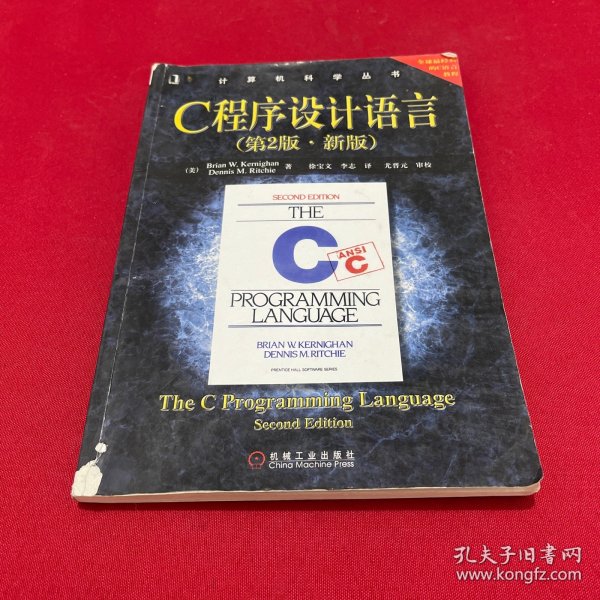 计算机科学丛书
C程序设计语言
(第2版·新版)
(美) Brian W. Kernighan
Dennis M. Ritchie 著 徐宝文 李志 译 尤晋元 审校
SECOND EDITION
THE
C
ANSI
C
PROGRAMMING
LANGUAGE
BRIAN W. KERNIGHAN
DENNIS M. RITCHIE
PRENTICE HALL SOFTWARE SERIES
The C Programming Language
Second Edition
机械工业出版社
China Machine Press
孔夫子旧书网
www.kongfz.com